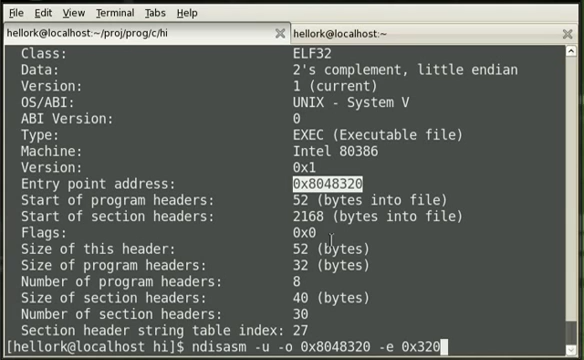 File Edit View Terminal Tabs Help
hellork@localhost:~/proj/prog/c/hi hellork@localhost:~
Class: ELF32
Data: 2's complement, little endian
Version: 1 (current)
OS/ABI: UNIX - System V
ABI Version: 0
Type: EXEC (Executable file)
Machine: Intel 80386
Version: 0x1
Entry point address: 0x8048320
Start of program headers: 52 (bytes into file)
Start of section headers: 2168 (bytes into file)
Flags: 0x0
Size of this header: 52 (bytes)
Size of program headers: 32 (bytes)
Number of program headers: 8
Size of section headers: 40 (bytes)
Number of section headers: 30
Section header string table index: 27
[hellork@localhost hi]$ ndisasm -u -o 0x8048320 -e 0x320